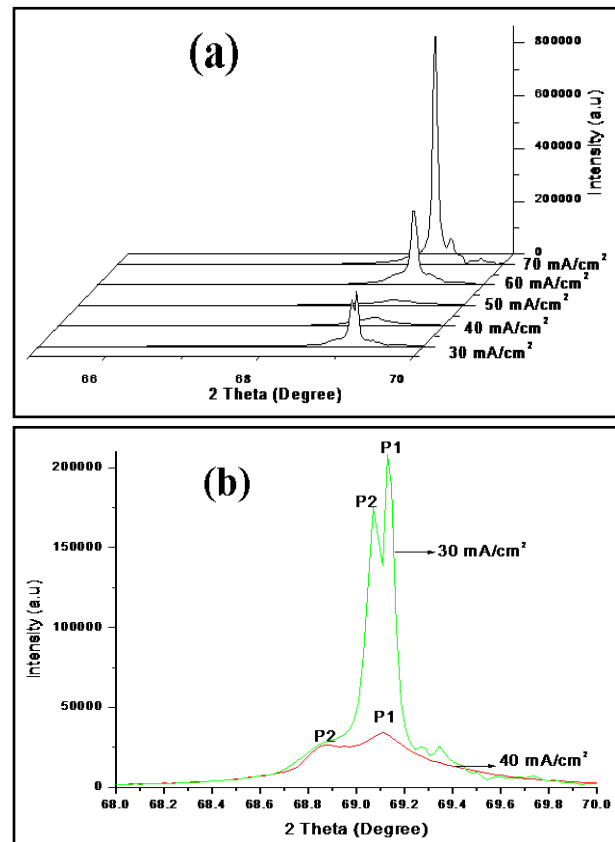 (a)
800000
600000
400000
200000
0
Intensity (a.u)
70 mA/cm²
60 mA/cm²
50 mA/cm²
40 mA/cm²
30 mA/cm²
66 68 70
2 Theta (Degree)
(b)
200000
150000
100000
50000
0
Intensity (a.u)
P1
P2
30 mA/cm²
P2
P1
40 mA/cm²
68.0 68.2 68.4 68.6 68.8 69.0 69.2 69.4 69.6 69.8 70.0
2 Theta (Degree)